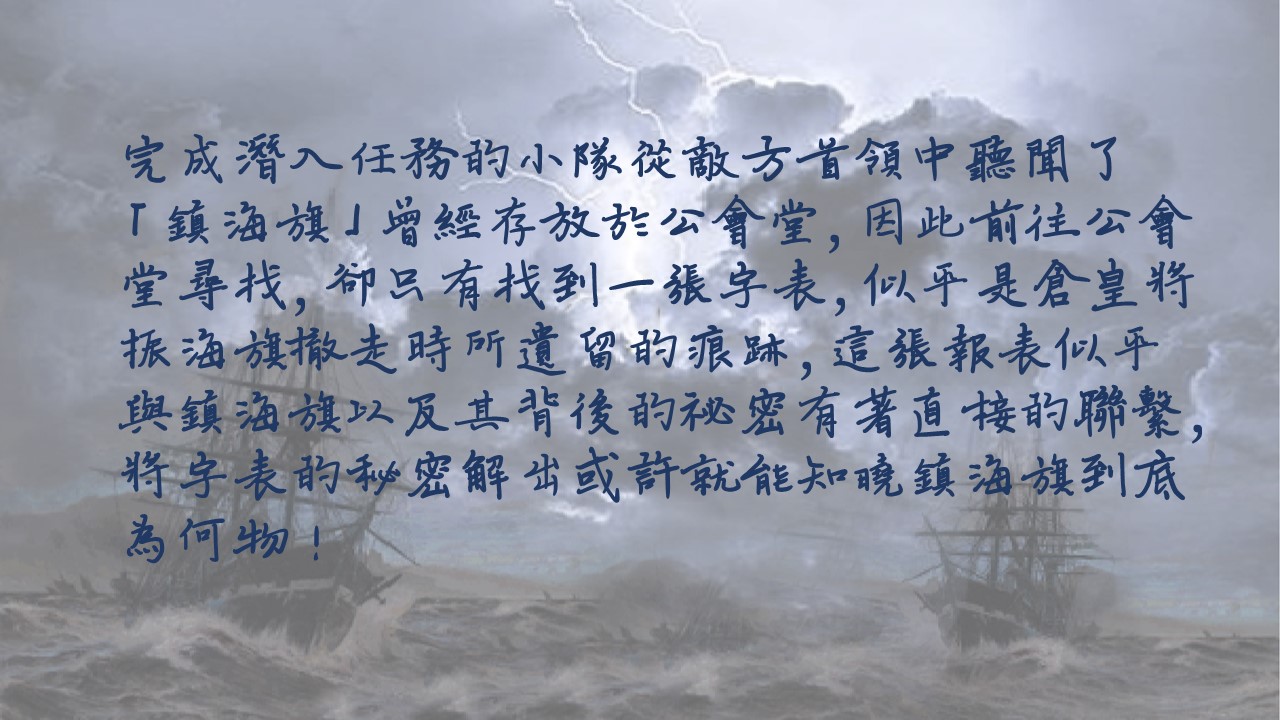 完成潛入任務的小隊從敵方首領中聽聞了
「鎮海旗」曾經存放於公會堂,因此前往公會
堂尋找,卻只有找到一張字表,似乎是倉皇將
振海旗撤走時所遺留的痕跡,這張報表似乎
與鎮海旗以及其背後的祕密有著直接的聯繫,
將字表的秘密解出或許就能知曉鎮海旗到底
為何物!